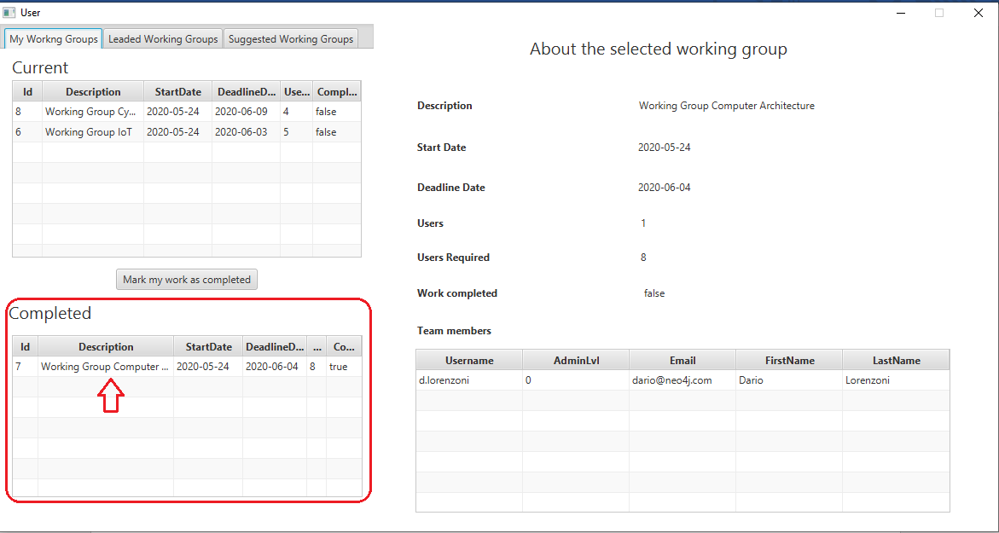 User
My Workng Groups Leaded Working Groups Suggested Working Groups
Current
Id Description StartDate DeadlineD... Use... Compl...
8 Working Group Cy... 2020-05-24 2020-06-09 4 false
6 Working Group IoT 2020-05-24 2020-06-03 5 false
Mark my work as completed
Completed
Id Description StartDate DeadlineD... ... Co...
7 Working Group Computer ... 2020-05-24 2020-06-04 8 true
About the selected working group
Description Working Group Computer Architecture
Start Date 2020-05-24
Deadline Date 2020-06-04
Users 1
Users Required 8
Work completed false
Team members
Username AdminLvl Email FirstName LastName
d.lorenzoni 0 dario@neo4j.com Dario Lorenzoni